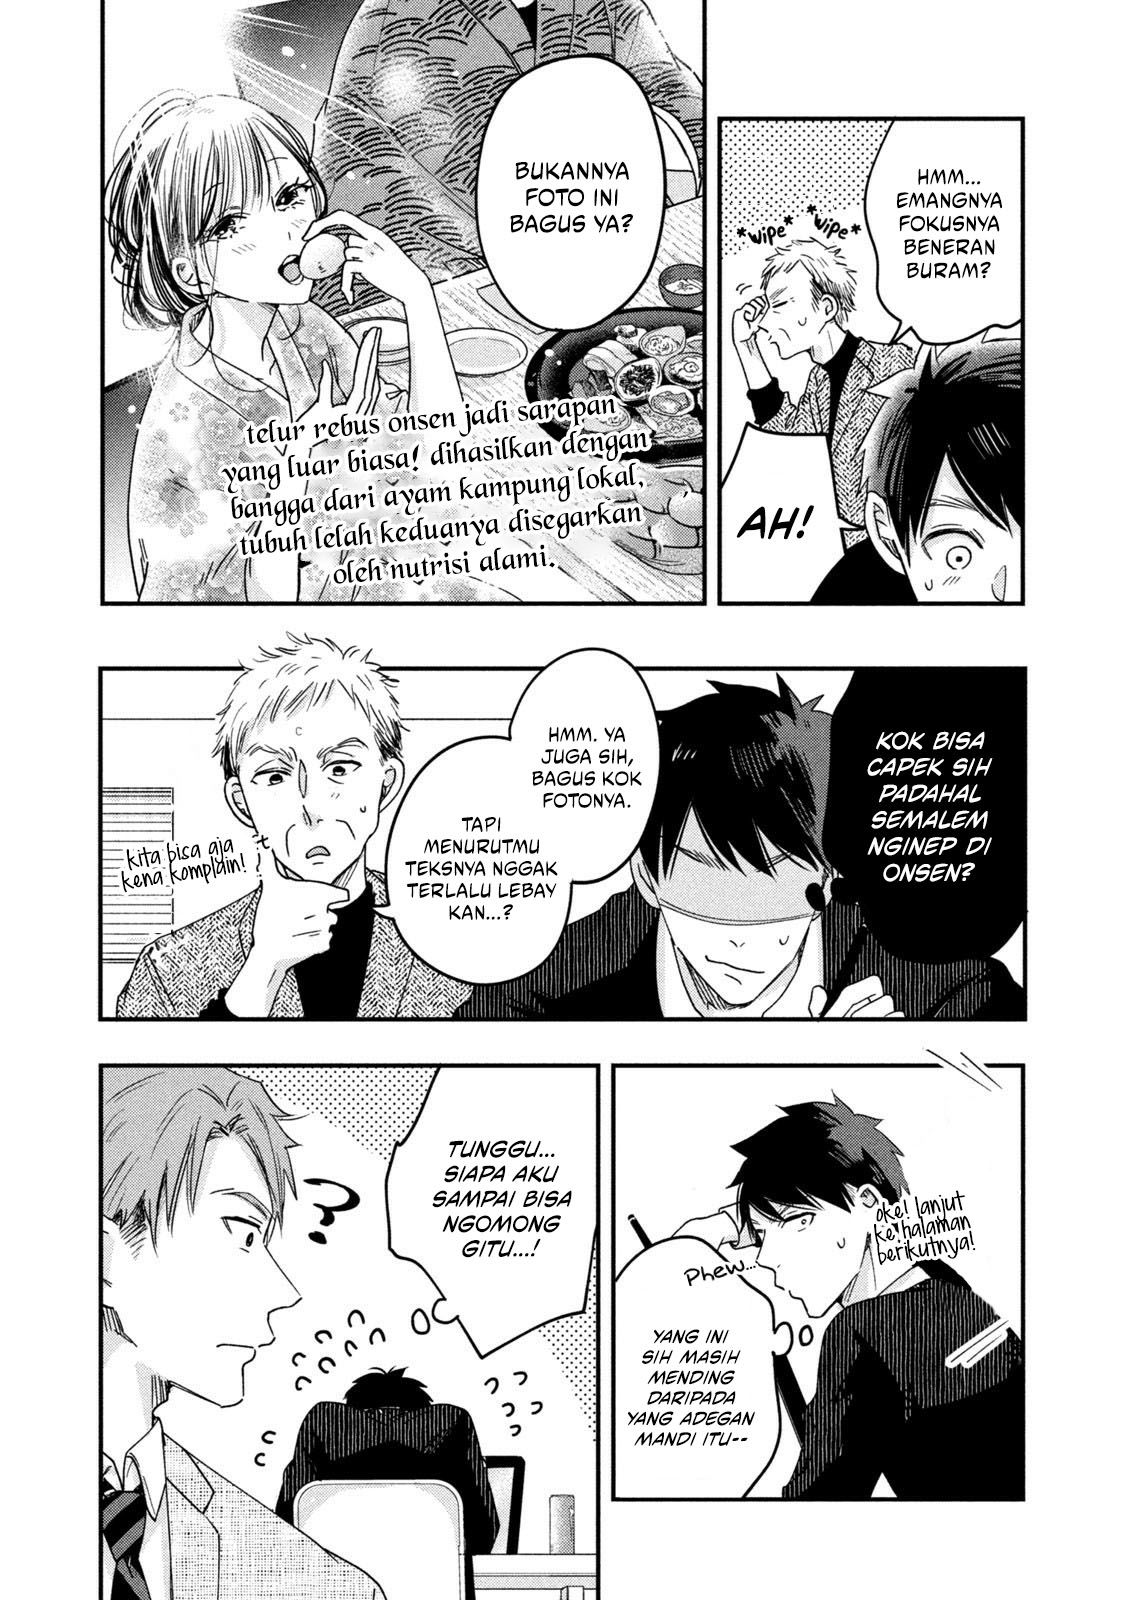 HMM...
EMANGNYA
FOKUSNYA
BENERAN
BURAM?
*WIPE*
*WIPE*
AH!
BUKANNYA
FOTO INI
BAGUS YA?
telur rebus onsen jadi sarapan
yang luar biasa! dihasilkan dengan
bangga dari ayam kampung lokal,
tubuh lelah keduanya disegarkan
oleh nutrisi alami.
KOK BISA
CAPEK SIH
PADAHAL
SEMALEM
NGINEP DI
ONSEN?
HMM. YA
JUGA SIH,
BAGUS KOK
FOTONYA.
TAPI
MENURUTMU
TEKSNYA NGGAK
TERLALU LEBAY
KAN...?
kita bisa aja
kena komplain!
oke! lanjut
ke halaman
berikutnya!
Phew...
YANG INI
SIH MASIH
MENDING
DARIPADA
YANG ADEGAN
MANDI ITU--
TUNGGU...
SIAPA AKU
SAMPAI BISA
NGOMONG
GITU...!
?